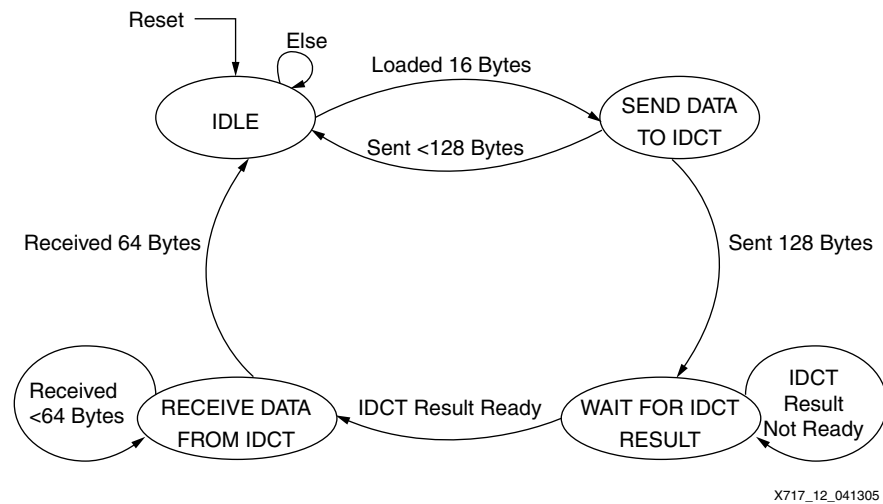 Reset
Else
Loaded 16 Bytes
IDLE
SEND DATA
TO IDCT
Sent <128 Bytes
Received 64 Bytes
Sent 128 Bytes
Received
<64 Bytes
RECEIVE DATA
FROM IDCT
IDCT Result Ready
WAIT FOR IDCT
RESULT
IDCT
Result
Not Ready
X717_12_041305